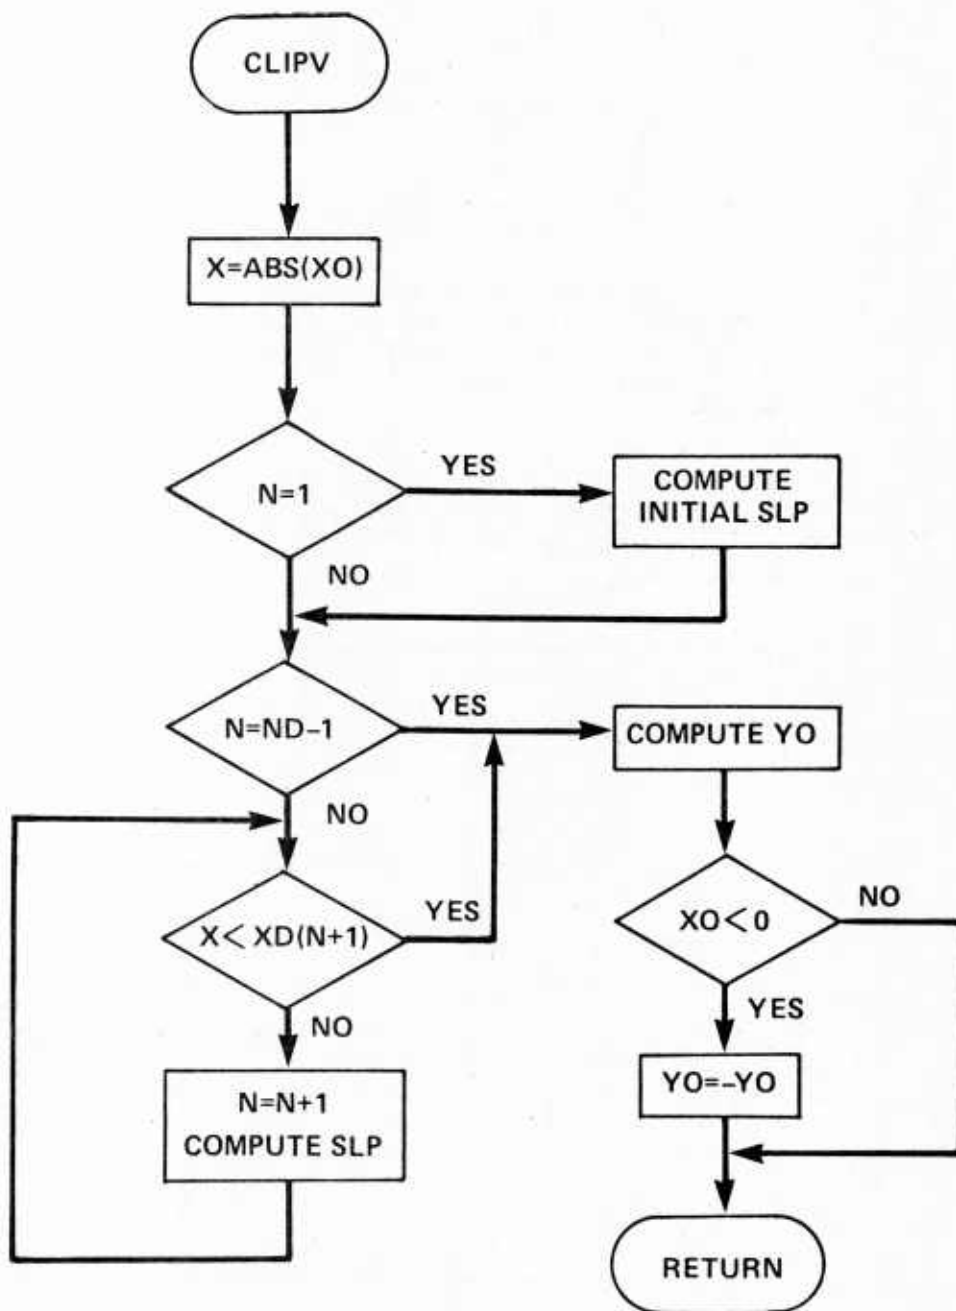 CLIPV
X=ABS(XO)
N=1
YES
COMPUTE
INITIAL SLP
NO
N=ND-1
YES
COMPUTE YO
NO
X< XD(N+1)
YES
XO<0
NO
NO
YES
N=N+1
COMPUTE SLP
YO=-YO
RETURN